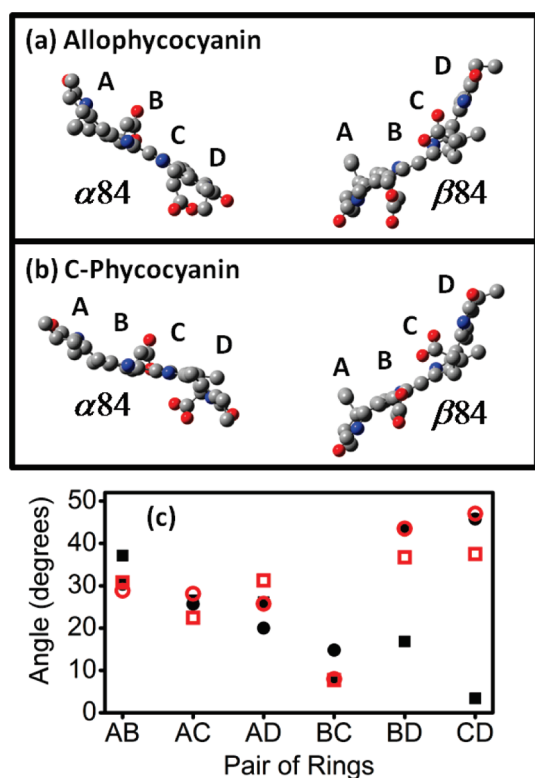 (a) Allophycocyanin
A
B
C
D
α84
A
B
C
D
β84
(b) C-Phycocyanin
A
B
C
D
α84
A
B
C
D
β84
(c)
Angle (degrees)
50
40
30
20
10
0
AB AC AD BC BD CD
Pair of Rings